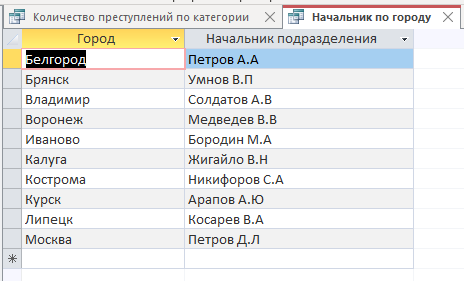 Количество преступлений по категории Начальник по городу
Город Начальник подразделения
Белгород Петров А.А
Брянск Умнов В.П
Владимир Солдатов А.В
Воронеж Медведев В.В
Иваново Бородин М.А
Калуга Жигайло В.Н
Кострома Никифоров С.А
Курск Арапов А.Ю
Липецк Косарев В.А
Москва Петров Д.Л